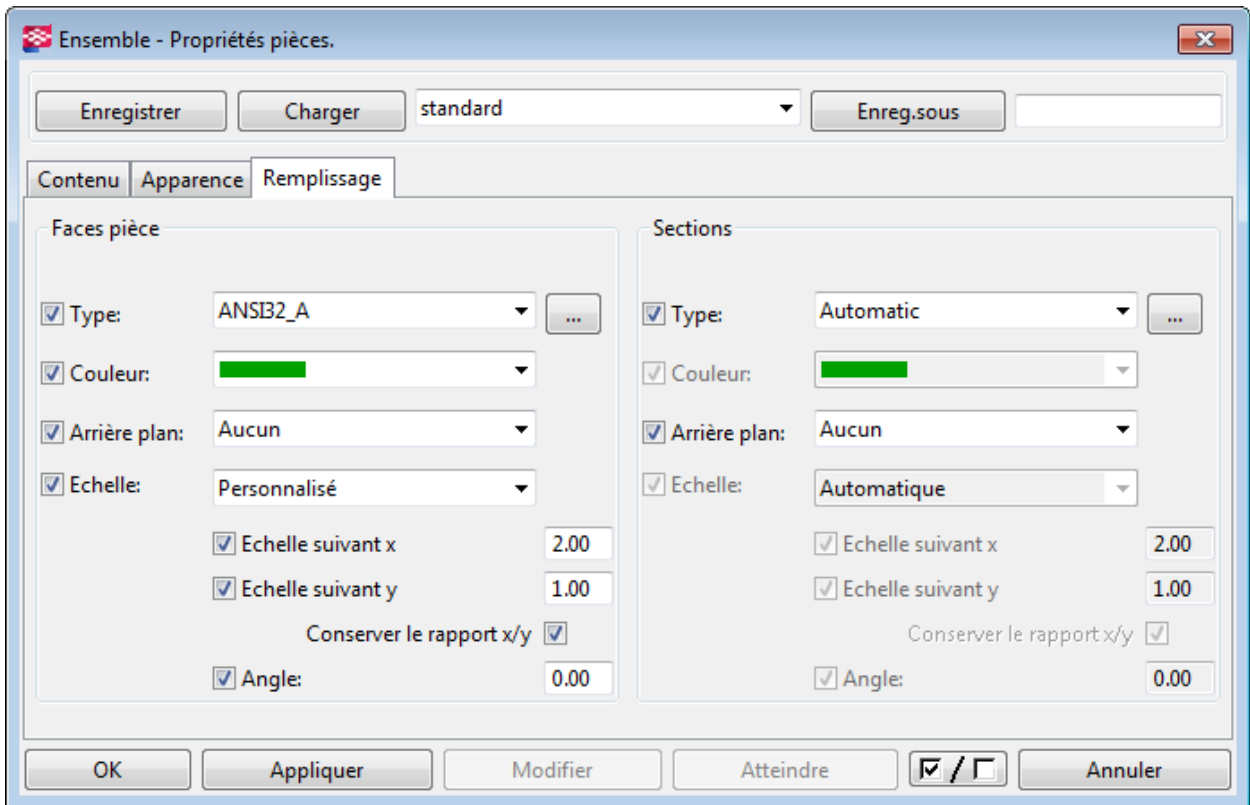 Ensemble - Propriétés pièces.
Enregistrer Charger standard Enreg.sous
Contenu Apparence Remplissage
Faces pièce Sections
Type: ANSI32_A ... Type: Automatic ...
Couleur: Couleur:
Arrière plan: Aucun Arrière plan: Aucun
Echelle: Personnalisé Echelle: Automatique
Echelle suivant x 2.00 Echelle suivant x 2.00
Echelle suivant y 1.00 Echelle suivant y 1.00
Conserver le rapport x/y Conserver le rapport x/y
Angle: 0.00 Angle: 0.00
OK Appliquer Modifier Atteindre / Annuler